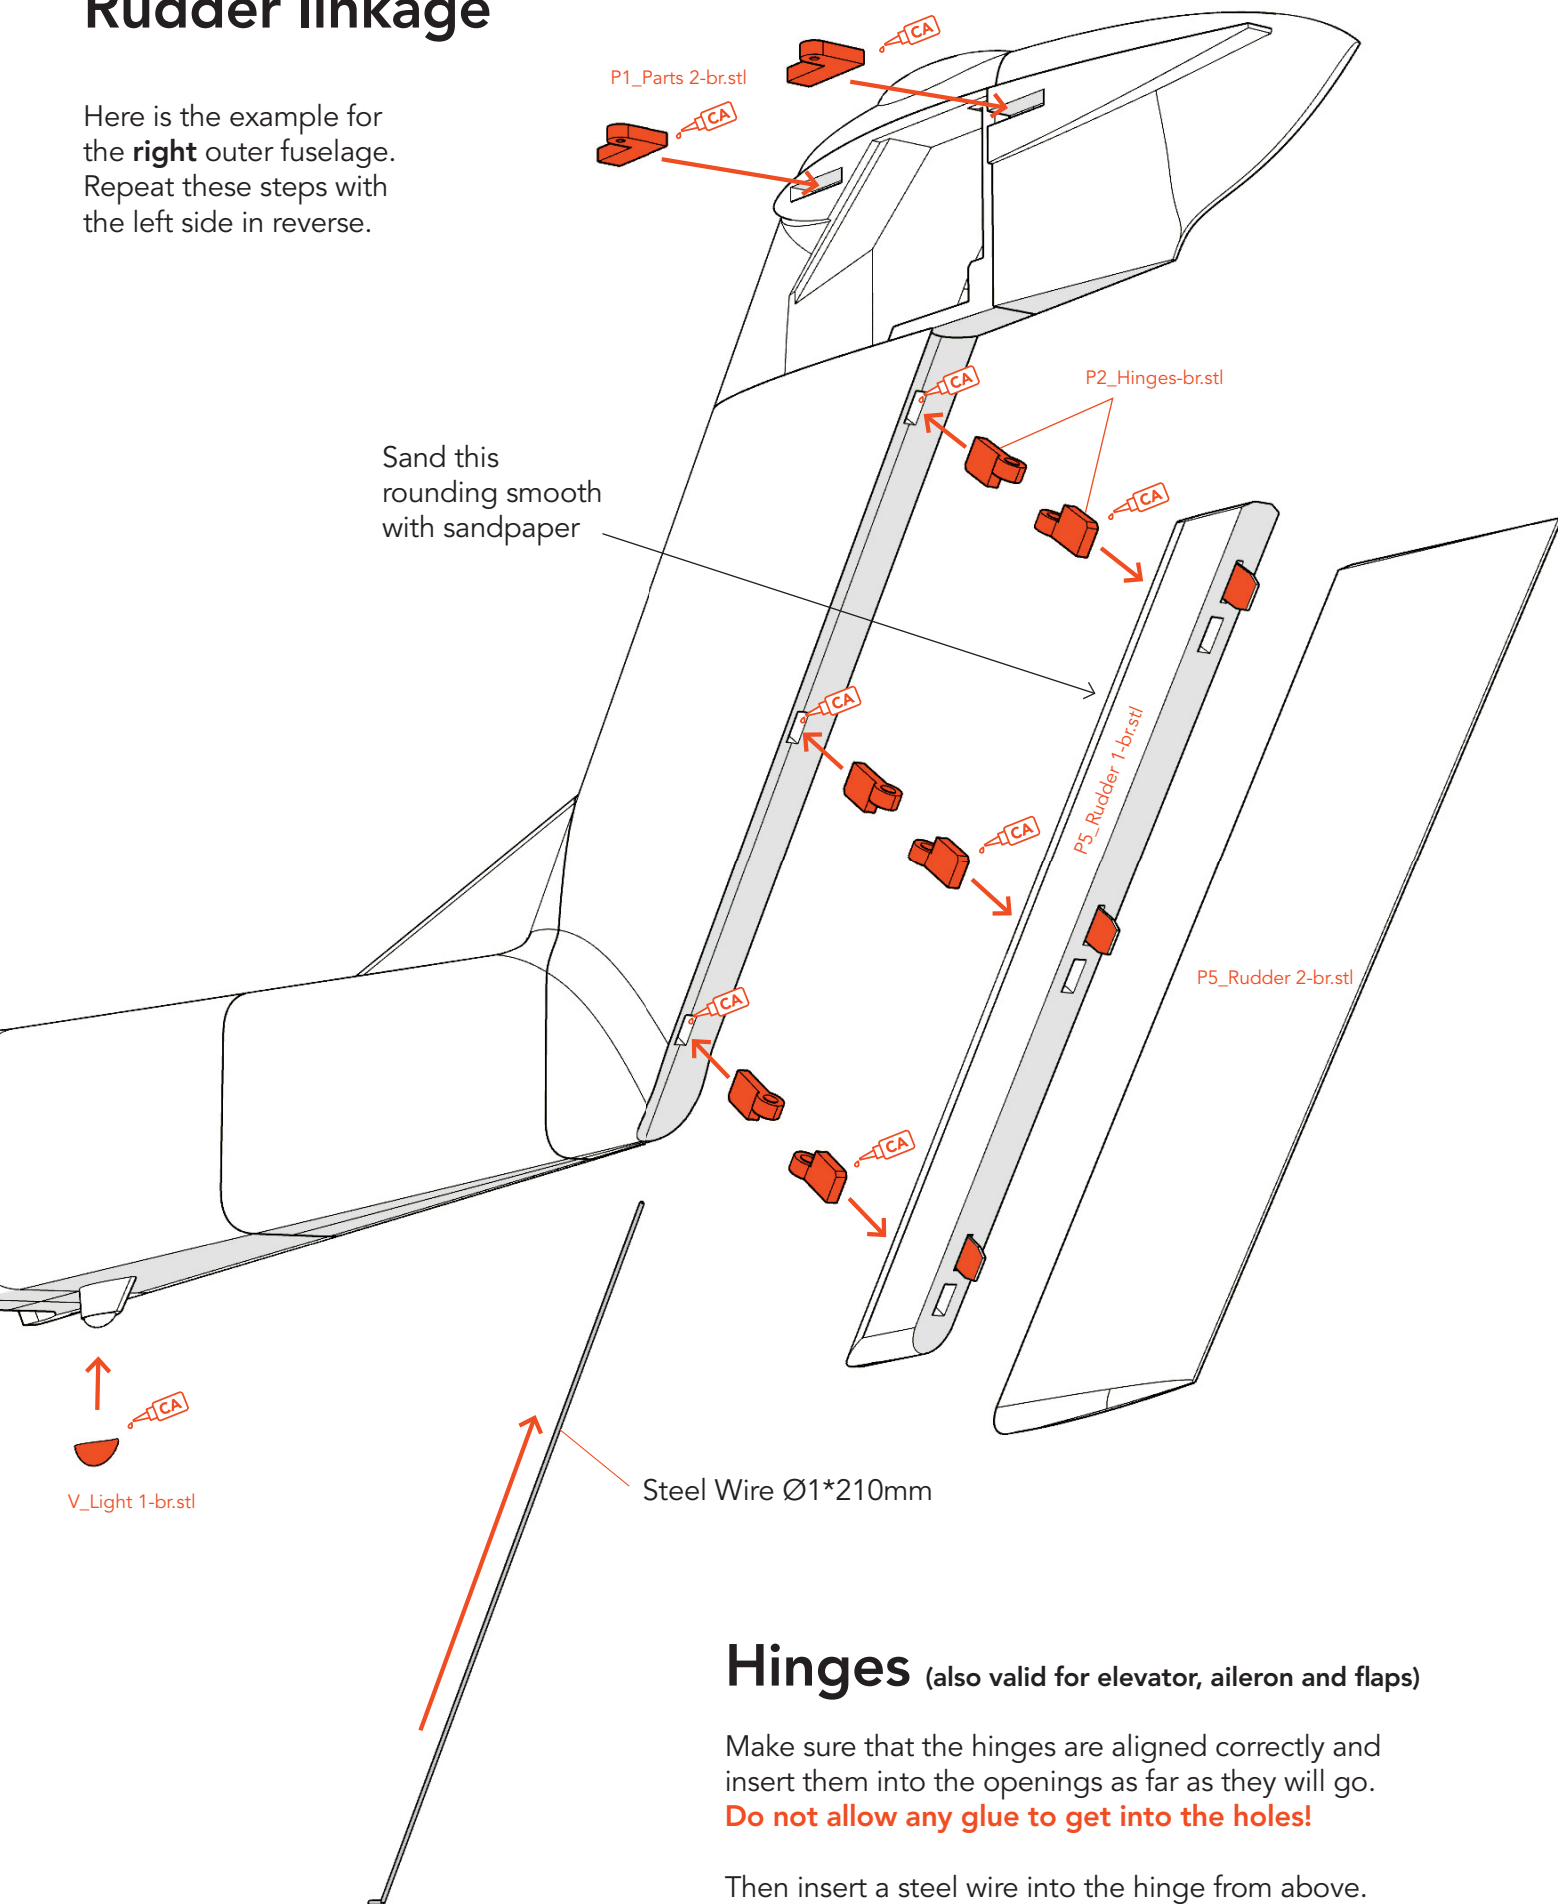 Rudder linkage
Here is the example for
the right outer fuselage.
Repeat these steps with
the left side in reverse.
P1_Parts 2-br.stl
CA
CA
CA
P2_Hinges-br.stl
CA
Sand this
rounding smooth
with sandpaper
CA
P5_Rudder 1-br.stl
CA
P5_Rudder 2-br.stl
CA
CA
CA
V_Light 1-br.stl
Steel Wire Ø1*210mm
Hinges (also valid for elevator, aileron and flaps)
Make sure that the hinges are aligned correctly and
insert them into the openings as far as they will go.
Do not allow any glue to get into the holes!
Then insert a steel wire into the hinge from above.